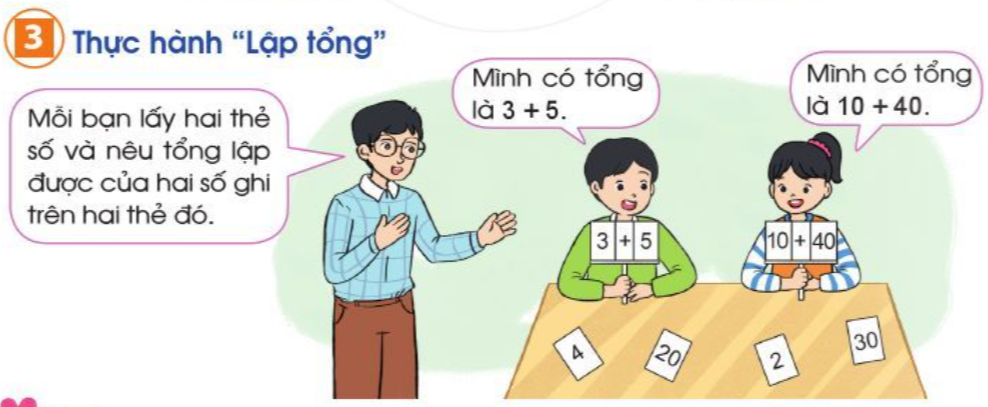 3 Thực hành “Lập tổng”
Mỗi bạn lấy hai thẻ
số và nêu tổng lập
được của hai số ghi
trên hai thẻ đó.
Mình có tổng
là 3 + 5.
Mình có tổng
là 10 + 40.
3 + 5
10 + 40
4
20
2
30